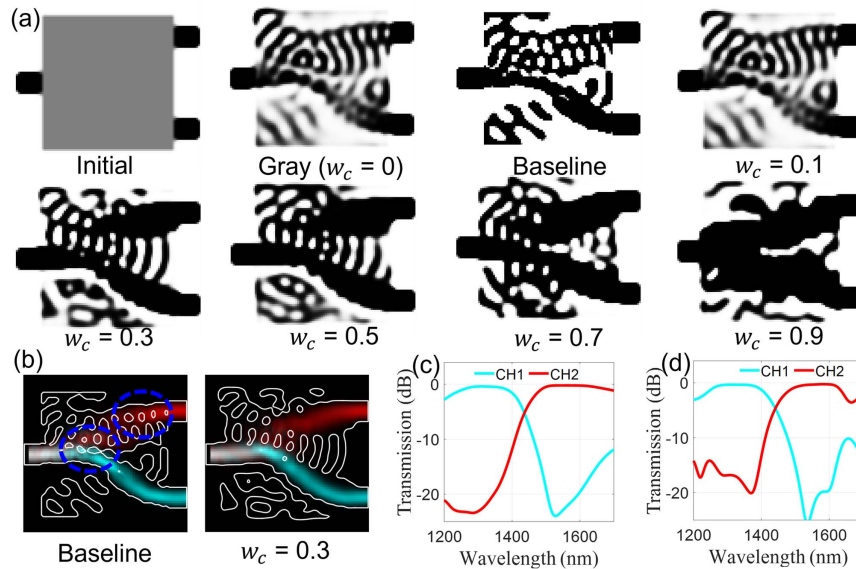 (a)
Initial
Gray (w_c = 0)
Baseline
w_c = 0.1
w_c = 0.3
w_c = 0.5
w_c = 0.7
w_c = 0.9
(b)
Baseline
w_c = 0.3
(c)
CH1 CH2
Transmission (dB)
0
-10
-20
1200 1400 1600
Wavelength (nm)
(d)
CH1 CH2
Transmission (dB)
0
-10
-20
1200 1400 1600
Wavelength (nm)